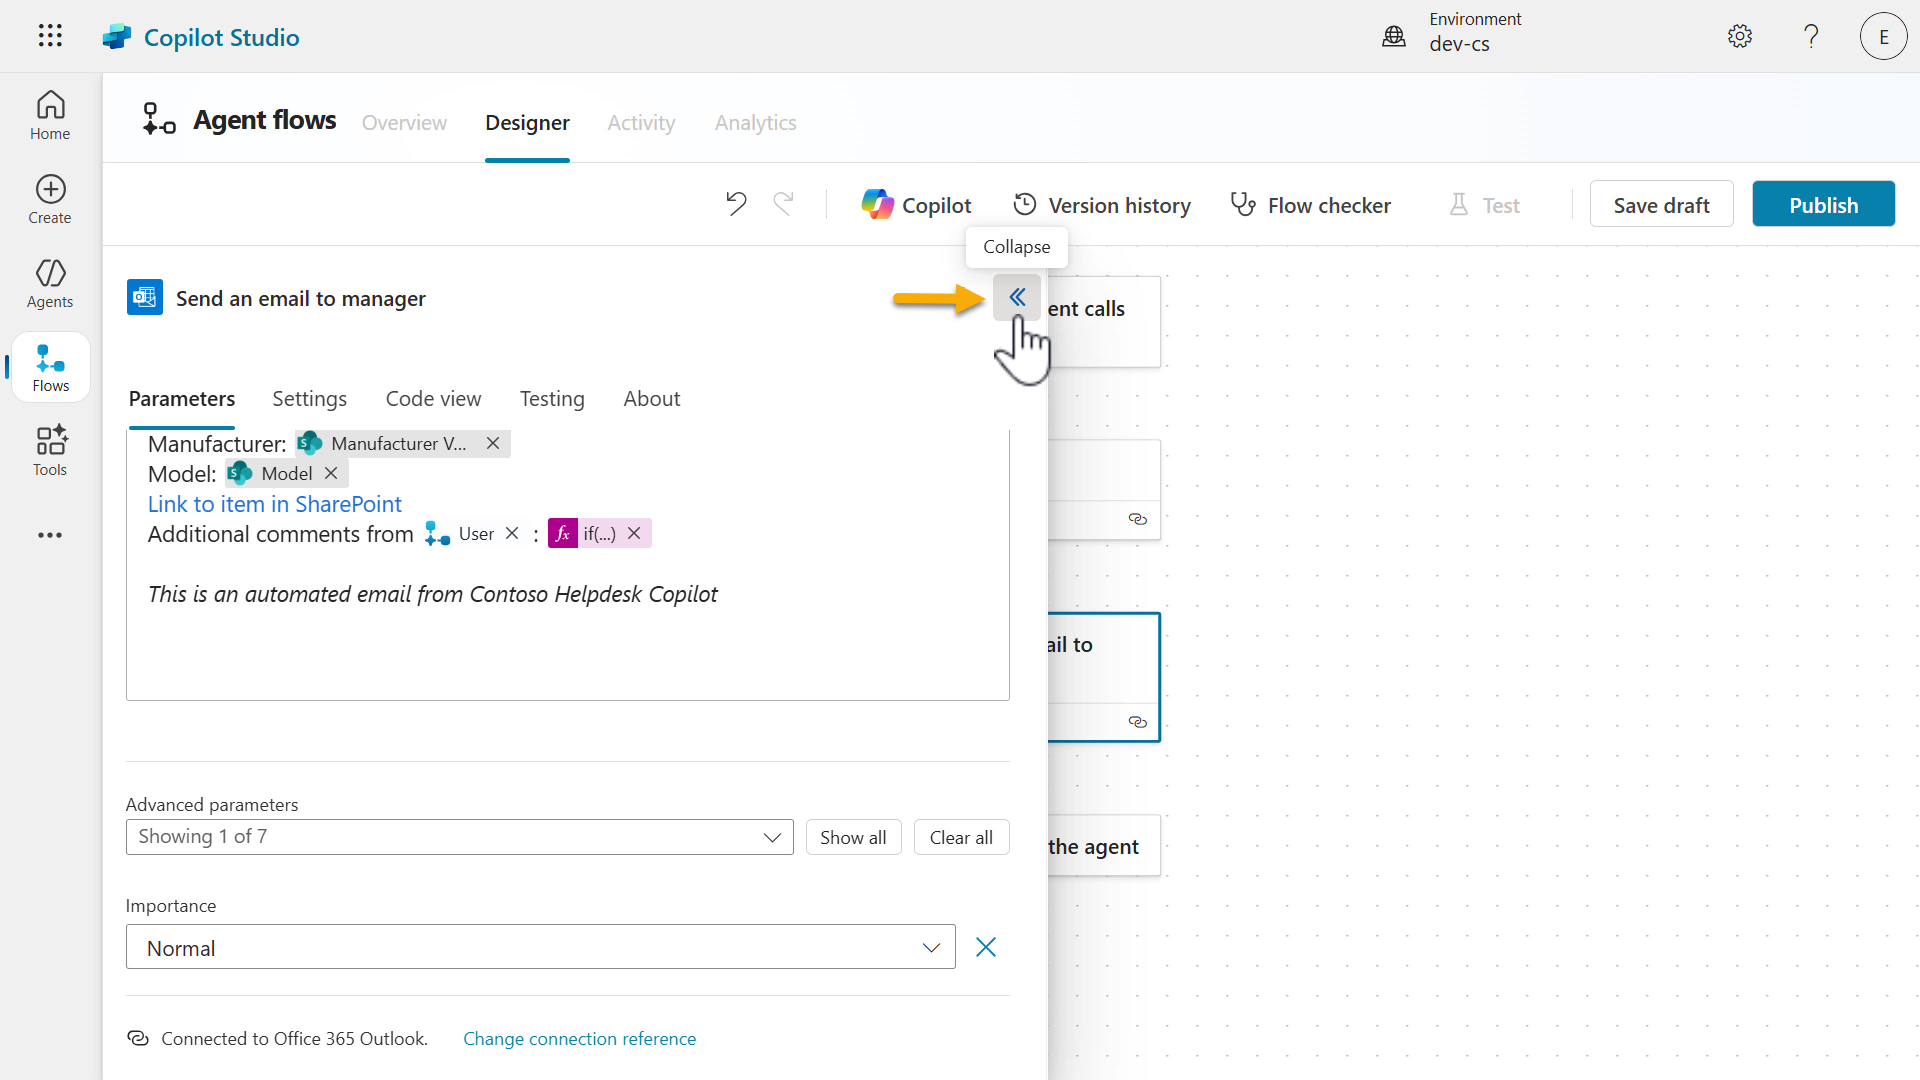 Copilot Studio
Environment
dev-cs
E
Home
Create
Agents
Flows
Tools
Agent flows
Overview
Designer
Activity
Analytics
Copilot
Version history
Flow checker
Test
Save draft
Publish
Collapse
Send an email to manager
Parameters
Settings
Code view
Testing
About
Manufacturer: Manufacturer V...
Model: Model
Link to item in SharePoint
Additional comments from User : fx if(...)
This is an automated email from Contoso Helpdesk Copilot
Advanced parameters
Showing 1 of 7
Show all
Clear all
Importance
Normal
Connected to Office 365 Outlook.
Change connection reference
ent calls
ail to
the agent